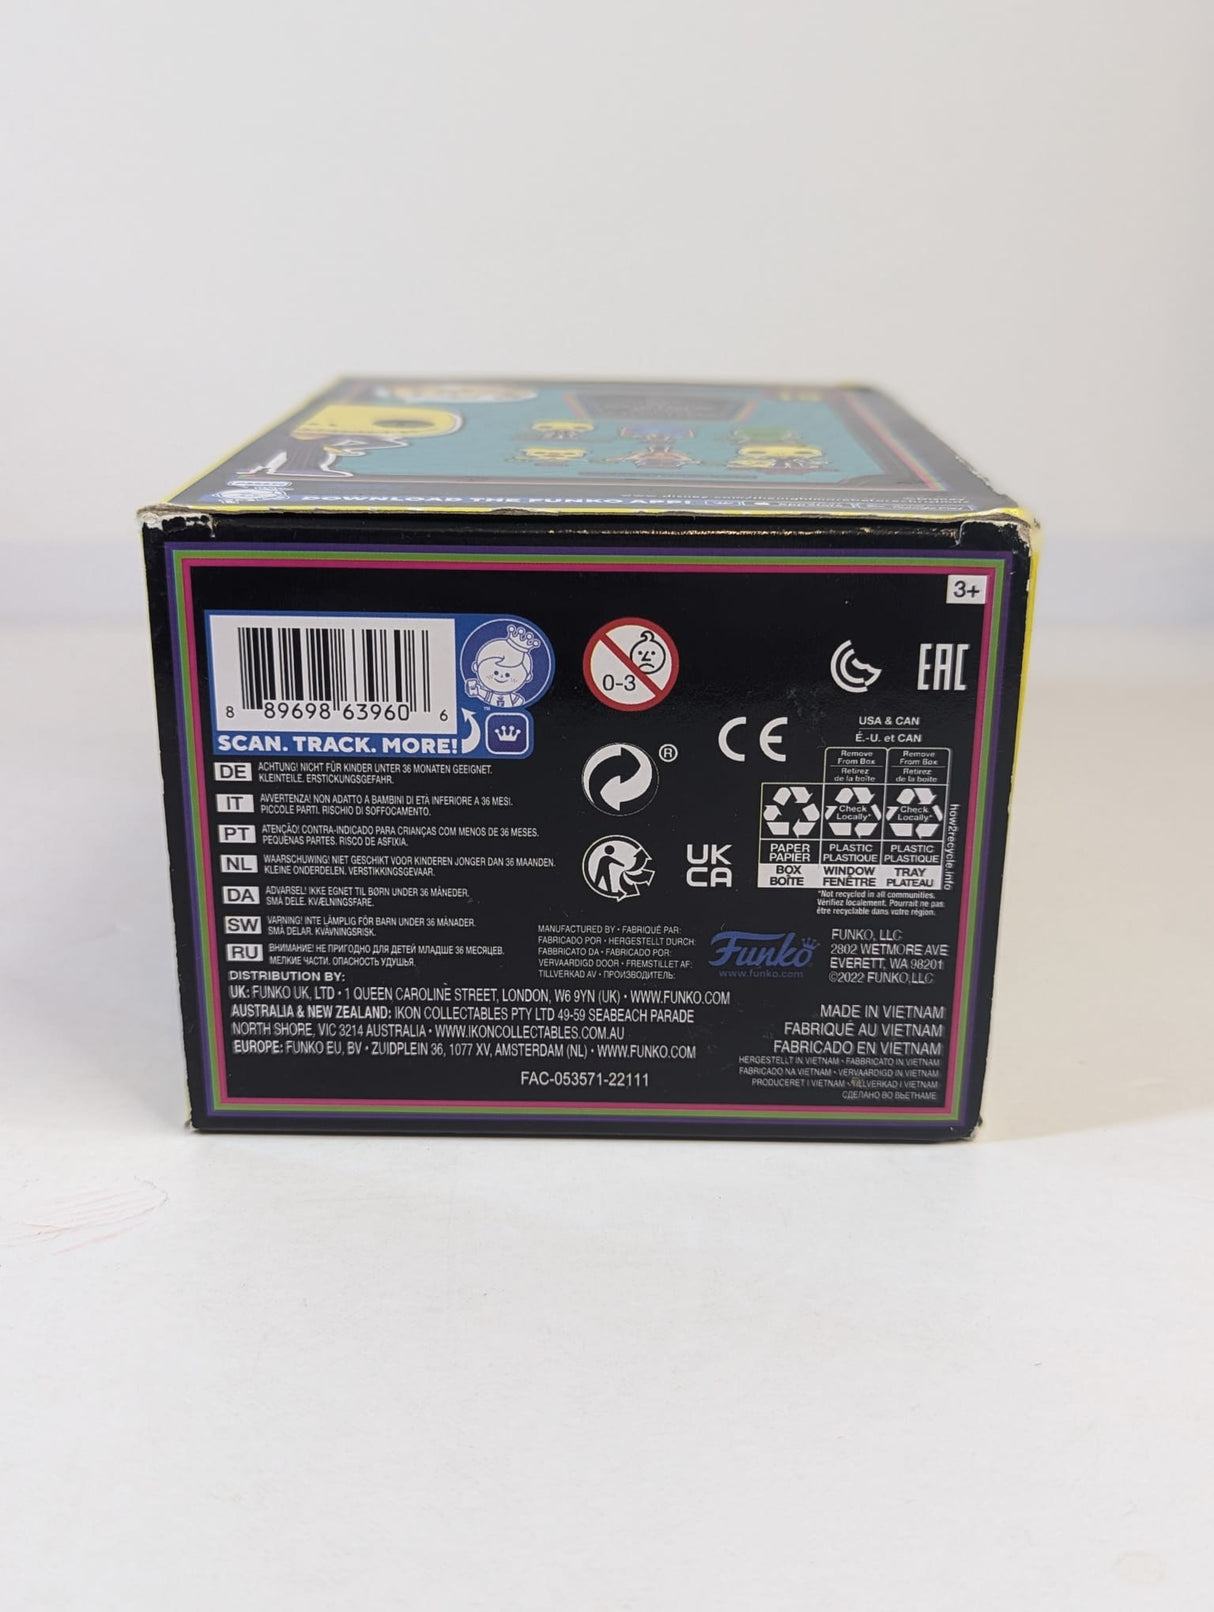 DOWNLOAD THE FUNKO APP!
3+
8 89698 63960 6
SCAN. TRACK. MORE!
™
0-3
®
CE
EAC
UK
CA
DE ACHTUNG! NICHT FÜR KINDER UNTER 36 MONATEN GEEIGNET.
KLEINTEILE. ERSTICKUNGSGEFAHR.
IT AVVERTENZA! NON ADATTO A BAMBINI DI ETÀ INFERIORE A 36 MESI.
PICCOLE PARTI. RISCHIO DI SOFFOCAMENTO.
PT ATENÇÃO! CONTRA-INDICADO PARA CRIANÇAS COM MENOS DE 36 MESES.
PEQUENAS PARTES. RISCO DE ASFIXIA.
NL WAARSCHUWING! NIET GESCHIKT VOOR KINDEREN JONGER DAN 36 MAANDEN.
KLEINE ONDERDELEN. VERSTIKKINGSGEVAAR.
DA ADVARSEL! IKKE EGNET TIL BØRN UNDER 36 MÅNEDER.
SMÅ DELE. KVÆLNINGSFARE.
SW VARNING! INTE LÄMPLIG FÖR BARN UNDER 36 MÅNADER.
SMÅ DELAR. KVÄVNINGSRISK.
RU ВНИМАНИЕ! НЕ ПРИГОДНО ДЛЯ ДЕТЕЙ МЛАДШЕ 36 МЕСЯЦЕВ.
МЕЛКИЕ ЧАСТИ. ОПАСНОСТЬ УДУШЬЯ.
USA & CAN
É.-U. et CAN
Remove From Box Retirez de la boîte
Remove From Box Retirez de la boîte
Check Locally*
Check Locally*
PAPER PAPIER
PLASTIC PLASTIQUE
PLASTIC PLASTIQUE
BOX BOÎTE
WINDOW FENÊTRE
TRAY PLATEAU
how2recycle.info
*Not recycled in all communities.
Vérifiez localement. Pourrait ne pas
être recyclable dans votre région.
MANUFACTURED BY • FABRIQUÉ PAR:
FABRICADO POR • HERGESTELLT DURCH:
FABBRICATO DA • FABRICADO POR:
VERVAARDIGD DOOR • FREMSTILLET AF:
TILLVERKAD AV • ПРОИЗВОДИТЕЛЬ:
Funko
www.funko.com
FUNKO, LLC
2802 WETMORE AVE
EVERETT, WA 98201
©2022 FUNKO,LLC
DISTRIBUTION BY:
UK: FUNKO UK, LTD • 1 QUEEN CAROLINE STREET, LONDON, W6 9YN (UK) • WWW.FUNKO.COM
AUSTRALIA & NEW ZEALAND: IKON COLLECTABLES PTY LTD 49-59 SEABEACH PARADE
NORTH SHORE, VIC 3214 AUSTRALIA • WWW.IKONCOLLECTABLES.COM.AU
EUROPE: FUNKO EU, BV • ZUIDPLEIN 36, 1077 XV, AMSTERDAM (NL) • WWW.FUNKO.COM
FAC-053571-22111
MADE IN VIETNAM
FABRIQUÉ AU VIETNAM
FABRICADO EN VIETNAM
HERGESTELLT IN VIETNAM • FABBRICATO IN VIETNAM
FABRICADO NA VIETNAM • VERVAARDIGD IN VIETNAM
PRODUCERET I VIETNAM • TILLVERKAD I VIETNAM
СДЕЛАНО ВО ВЬЕТНАМЕ